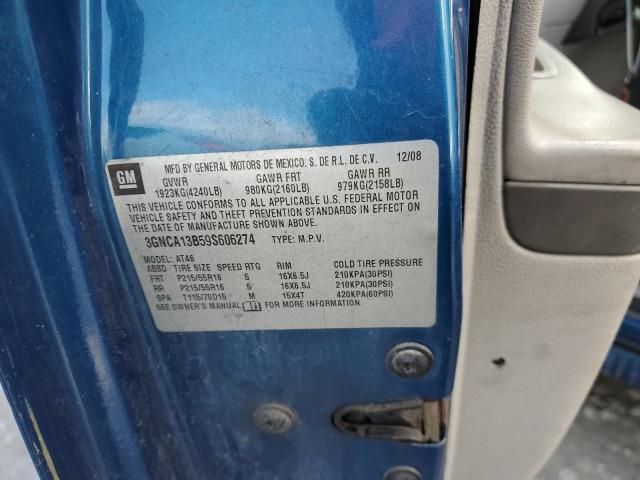 GM
MFD BY GENERAL MOTORS DE MEXICO. S. DE R.L. DE C.V. 12/08
GVWR GAWR FRT GAWR RR
1923KG(4240LB) 980KG(2160LB) 979KG(2158LB)
THIS VEHICLE CONFORMS TO ALL APPLICABLE U.S. FEDERAL MOTOR
VEHICLE SAFETY AND THEFT PREVENTION STANDARDS IN EFFECT ON
THE DATE OF MANUFACTURE SHOWN ABOVE.
3GNCA13B59S606274 TYPE: M.P.V.
MODEL: AT46
ABBD TIRE SIZE SPEED RTG RIM COLD TIRE PRESSURE
FRT P215/55R16 S 16X6.5J 210KPA(30PSI)
RR P215/55R16 S 16X6.5J 210KPA(30PSI)
SPA T115/70D15 M 15X4T 420KPA(60PSI)
SEE OWNER'S MANUAL i FOR MORE INFORMATION.